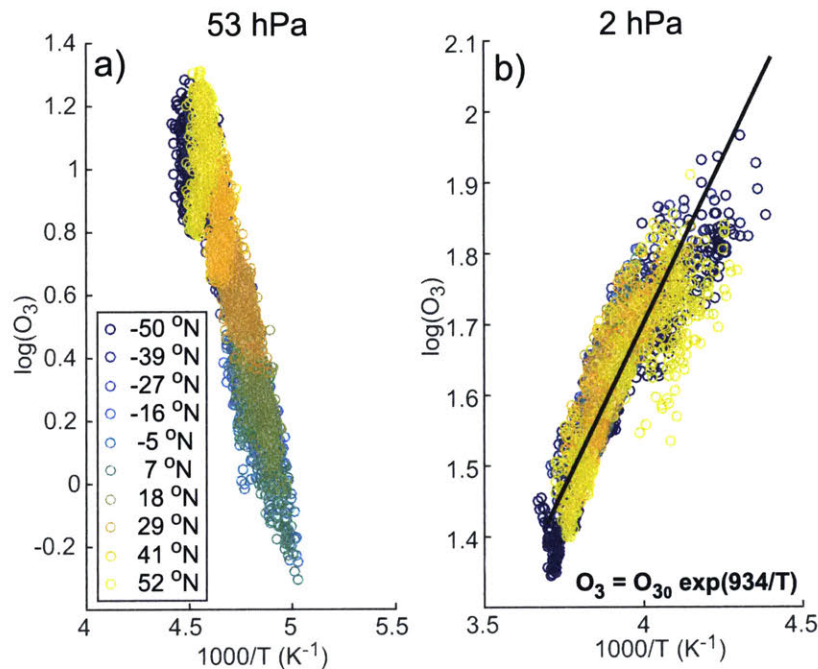 53 hPa
2 hPa
a)
b)
1.4
1.2
1
0.8
0.6
0.4
0.2
0
-0.2
log(O₃)
-50 °N
-39 °N
-27 °N
-16 °N
-5 °N
7 °N
18 °N
29 °N
41 °N
52 °N
4
4.5
5
5.5
1000/T (K⁻¹)
2.1
2
1.9
1.8
1.7
1.6
1.5
1.4
log(O₃)
O₃ = O₃₀ exp(934/T)
3.5
4
4.5
1000/T (K⁻¹)